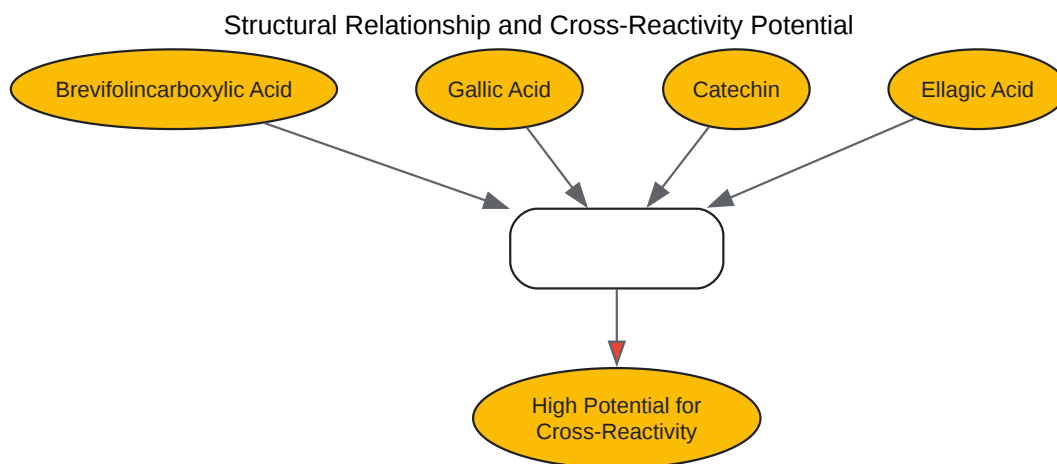 Structural Relationship and Cross-Reactivity Potential
Brevifolincarboxylic Acid
Gallic Acid
Catechin
Ellagic Acid
High Potential for
Cross-Reactivity